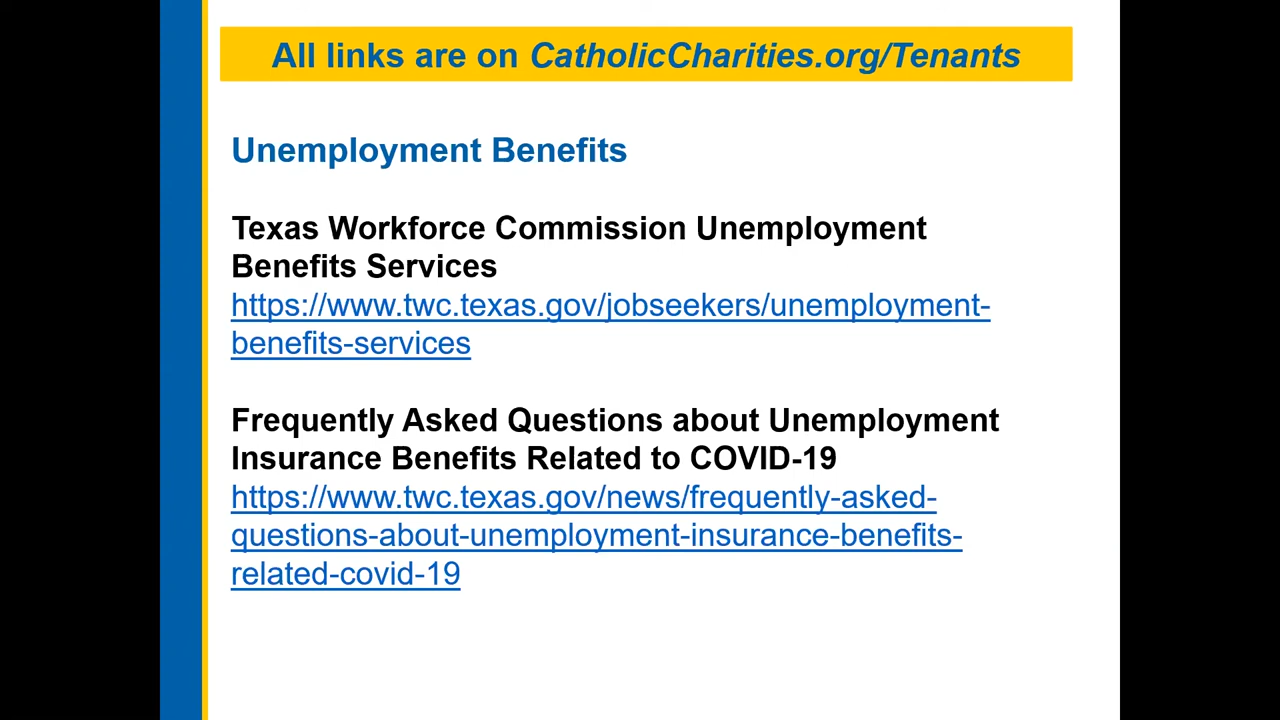 All links are on CatholicCharities.org/Tenants
Unemployment Benefits
Texas Workforce Commission Unemployment
Benefits Services
https://www.twc.texas.gov/jobseekers/unemployment-
benefits-services
Frequently Asked Questions about Unemployment
Insurance Benefits Related to COVID-19
https://www.twc.texas.gov/news/frequently-asked-
questions-about-unemployment-insurance-benefits-
related-covid-19